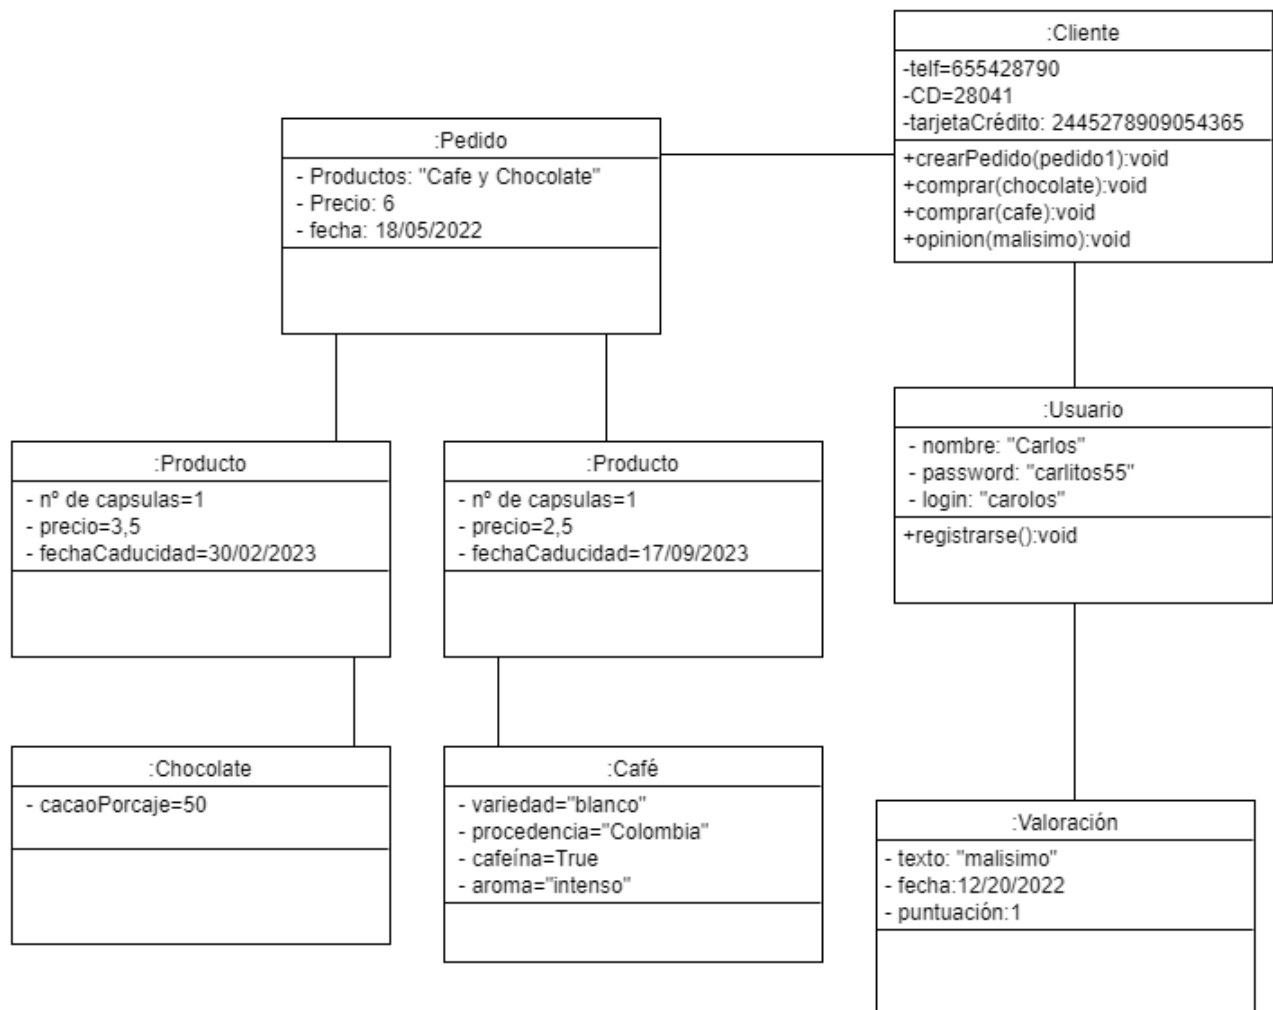 :Cliente
-telf=655428790
-CD=28041
-tarjetaCrédito: 2445278909054365
+crearPedido(pedido1):void
+comprar(chocolate):void
+comprar(cafe):void
+opinion(malisimo):void
:Pedido
- Productos: "Cafe y Chocolate"
- Precio: 6
- fecha: 18/05/2022
:Usuario
- nombre: "Carlos"
- password: "carlitos55"
- login: "carolos"
+registrarse():void
:Producto
- nº de capsulas=1
- precio=3,5
- fechaCaducidad=30/02/2023
:Producto
- nº de capsulas=1
- precio=2,5
- fechaCaducidad=17/09/2023
:Chocolate
- cacaoPorcaje=50
:Café
- variedad="blanco"
- procedencia="Colombia"
- cafeína=True
- aroma="intenso"
:Valoración
- texto: "malisimo"
- fecha:12/20/2022
- puntuación:1